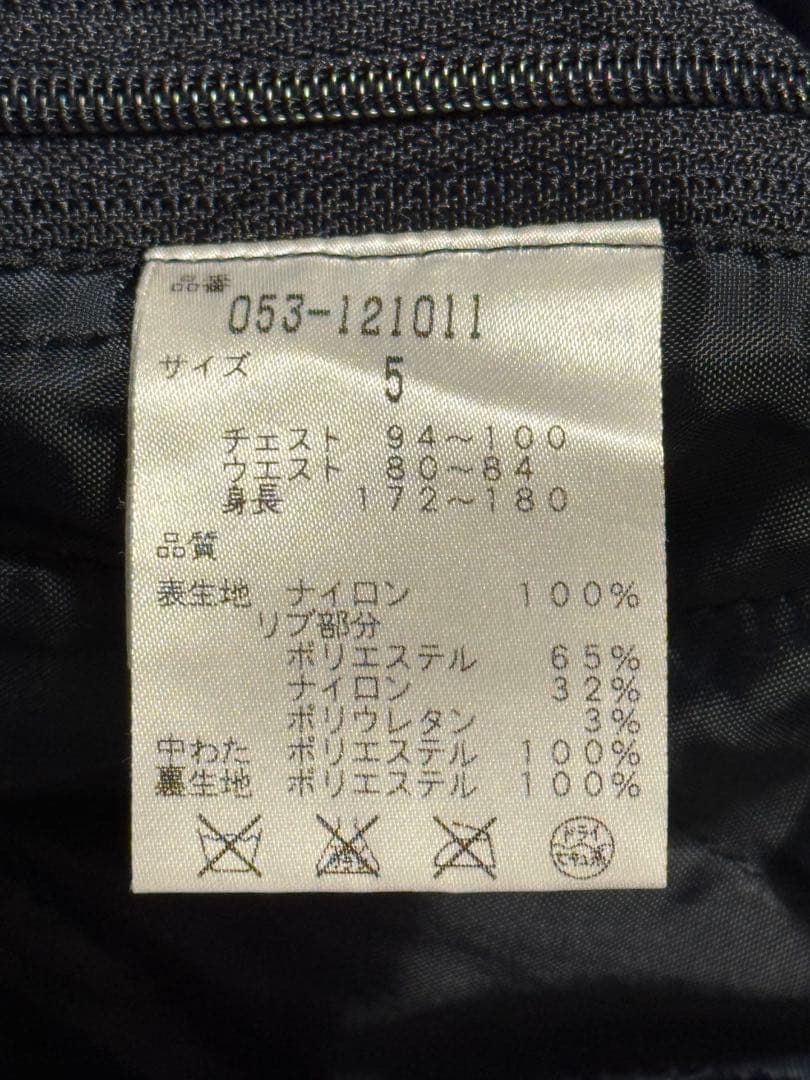 品番
053-121011
サイズ 5
チェスト 94～100
ウエスト 80～84
身長 172～180
品質
表生地 ナイロン 100%
リブ部分
ポリエステル 65%
ナイロン 32%
ポリウレタン 3%
中わた ポリエステル 100%
裏生地 ポリエステル 100%
ドライ
セキユ系